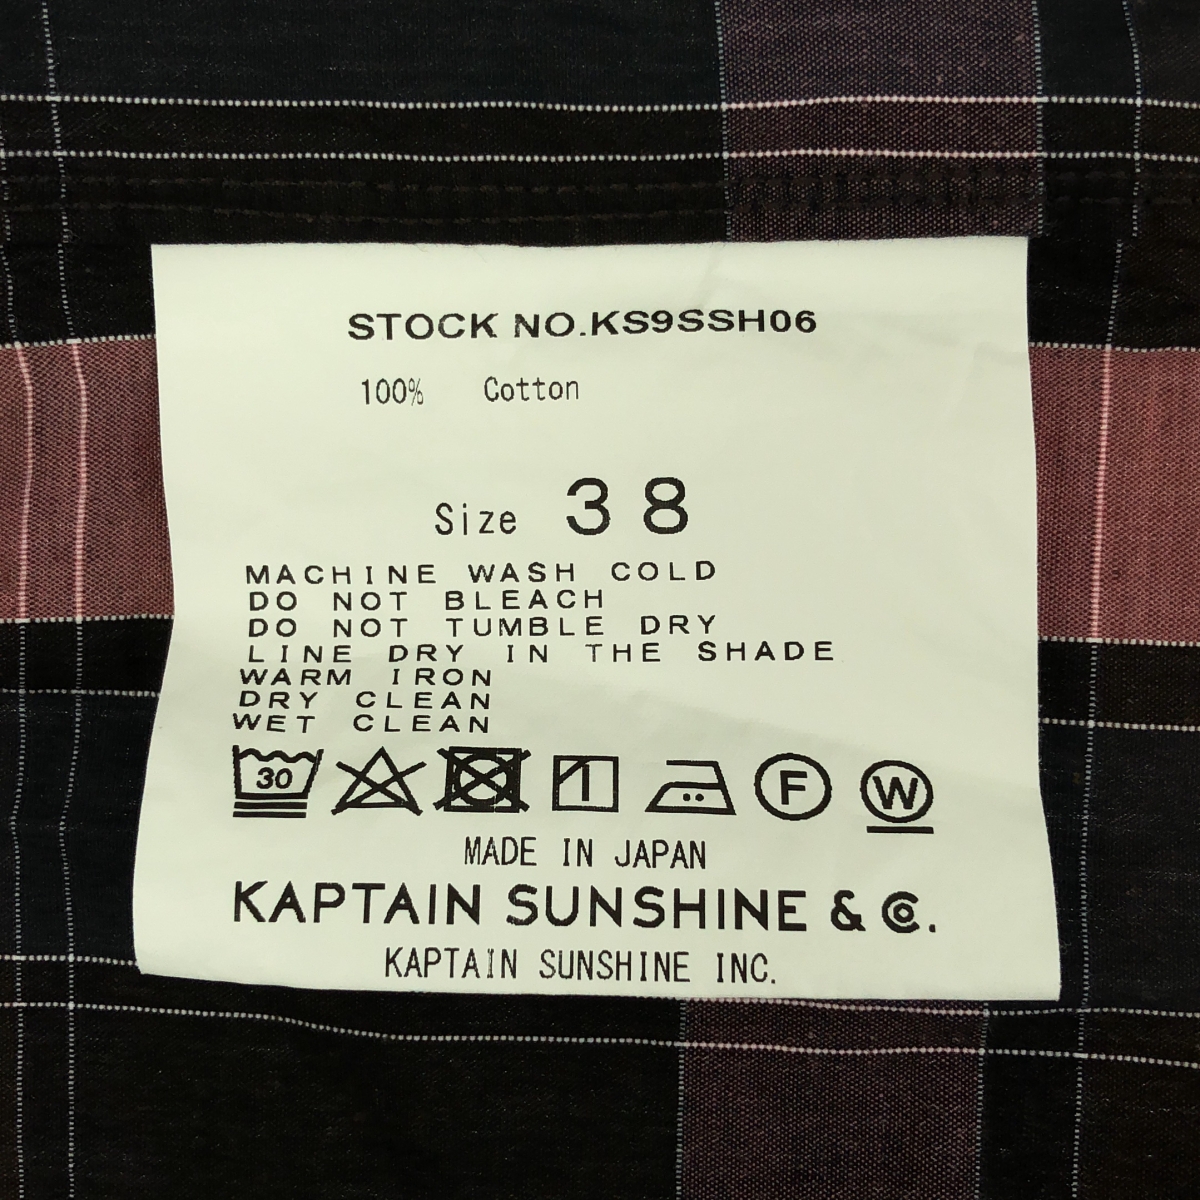 STOCK NO.KS9SSH06
100% Cotton
Size 38
MACHINE WASH COLD
DO NOT BLEACH
DO NOT TUMBLE DRY
LINE DRY IN THE SHADE
WARM IRON
DRY CLEAN
WET CLEAN
30 F W
MADE IN JAPAN
KAPTAIN SUNSHINE & Co.
KAPTAIN SUNSHINE INC.